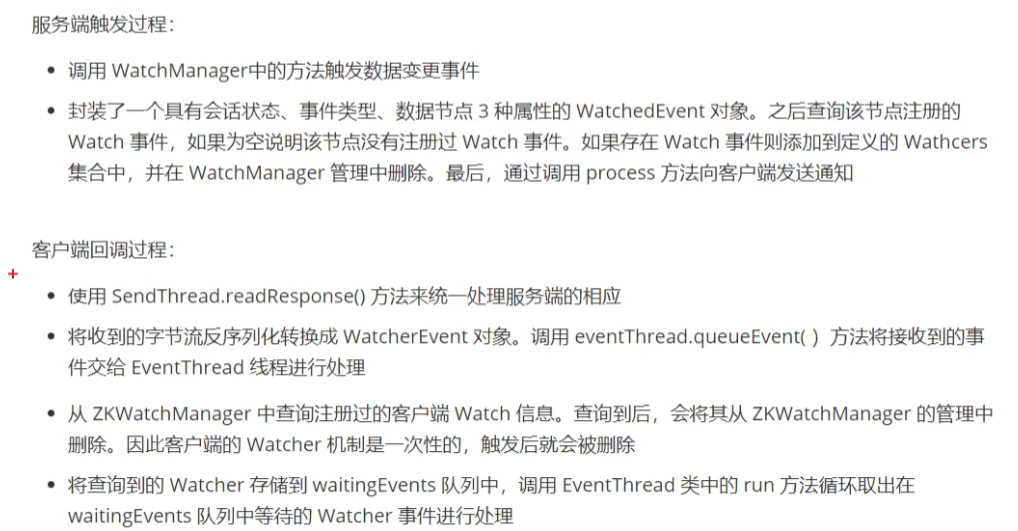 服务端触发过程：
• 调用 WatchManager中的方法触发数据变更事件
• 封装了一个具有会话状态、事件类型、数据节点 3 种属性的 WatchedEvent 对象。之后查询该节点注册的
Watch 事件，如果为空说明该节点没有注册过 Watch 事件。如果存在 Watch 事件则添加到定义的 Wathcers
集合中，并在 WatchManager 管理中删除。最后，通过调用 process 方法向客户端发送通知
客户端回调过程：
• 使用 SendThread.readResponse() 方法来统一处理服务端的相应
• 将收到的字节流反序列化转换成 WatcherEvent 对象。调用 eventThread.queueEvent( ）方法将接收到的事
件交给 EventThread 线程进行处理
• 从 ZKWatchManager 中查询注册过的客户端 Watch 信息。查询到后，会将其从 ZKWatchManager 的管理中
删除。因此客户端的 Watcher 机制是一次性的，触发后就会被删除
• 将查询到的 Watcher 存储到 waitingEvents 队列中，调用 EventThread 类中的 run 方法循环取出在
waitingEvents 队列中等待的 Watcher 事件进行处理